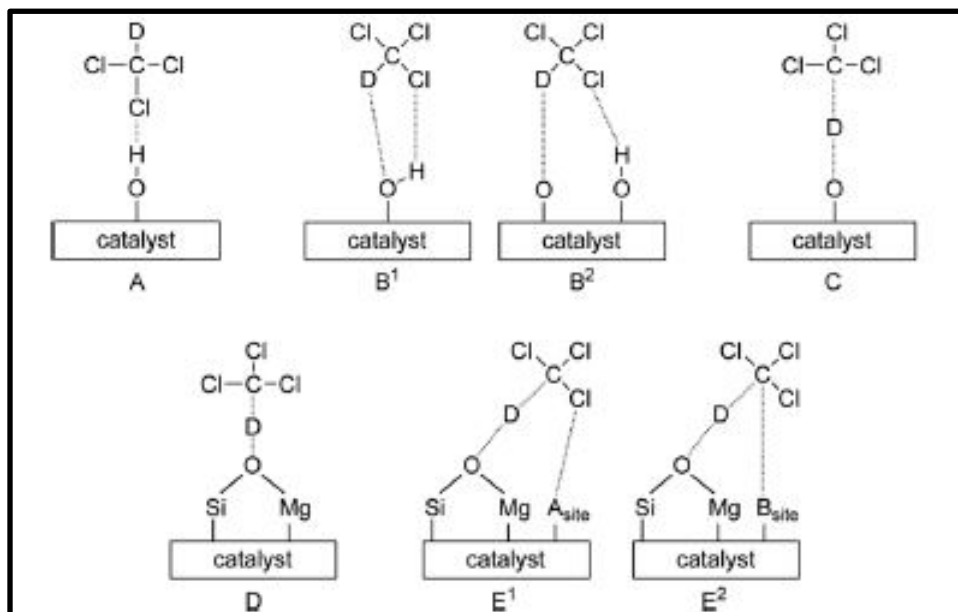 D
Cl C Cl
Cl
H
O
catalyst
A
Cl Cl
C
D Cl
H
O
catalyst
B¹
Cl Cl
C
D Cl
H
O O
catalyst
B²
Cl
Cl C Cl
D
O
catalyst
C
Cl
Cl C Cl
D
O
Si Mg
catalyst
D
Cl Cl
C
D Cl
O
Si Mg Asite
catalyst
E¹
Cl Cl
C
D Cl
O
Si Mg Bsite
catalyst
E²